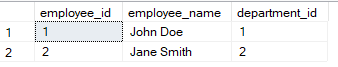 employee_id employee_name department_id
1 1 John Doe 1
2 2 Jane Smith 2